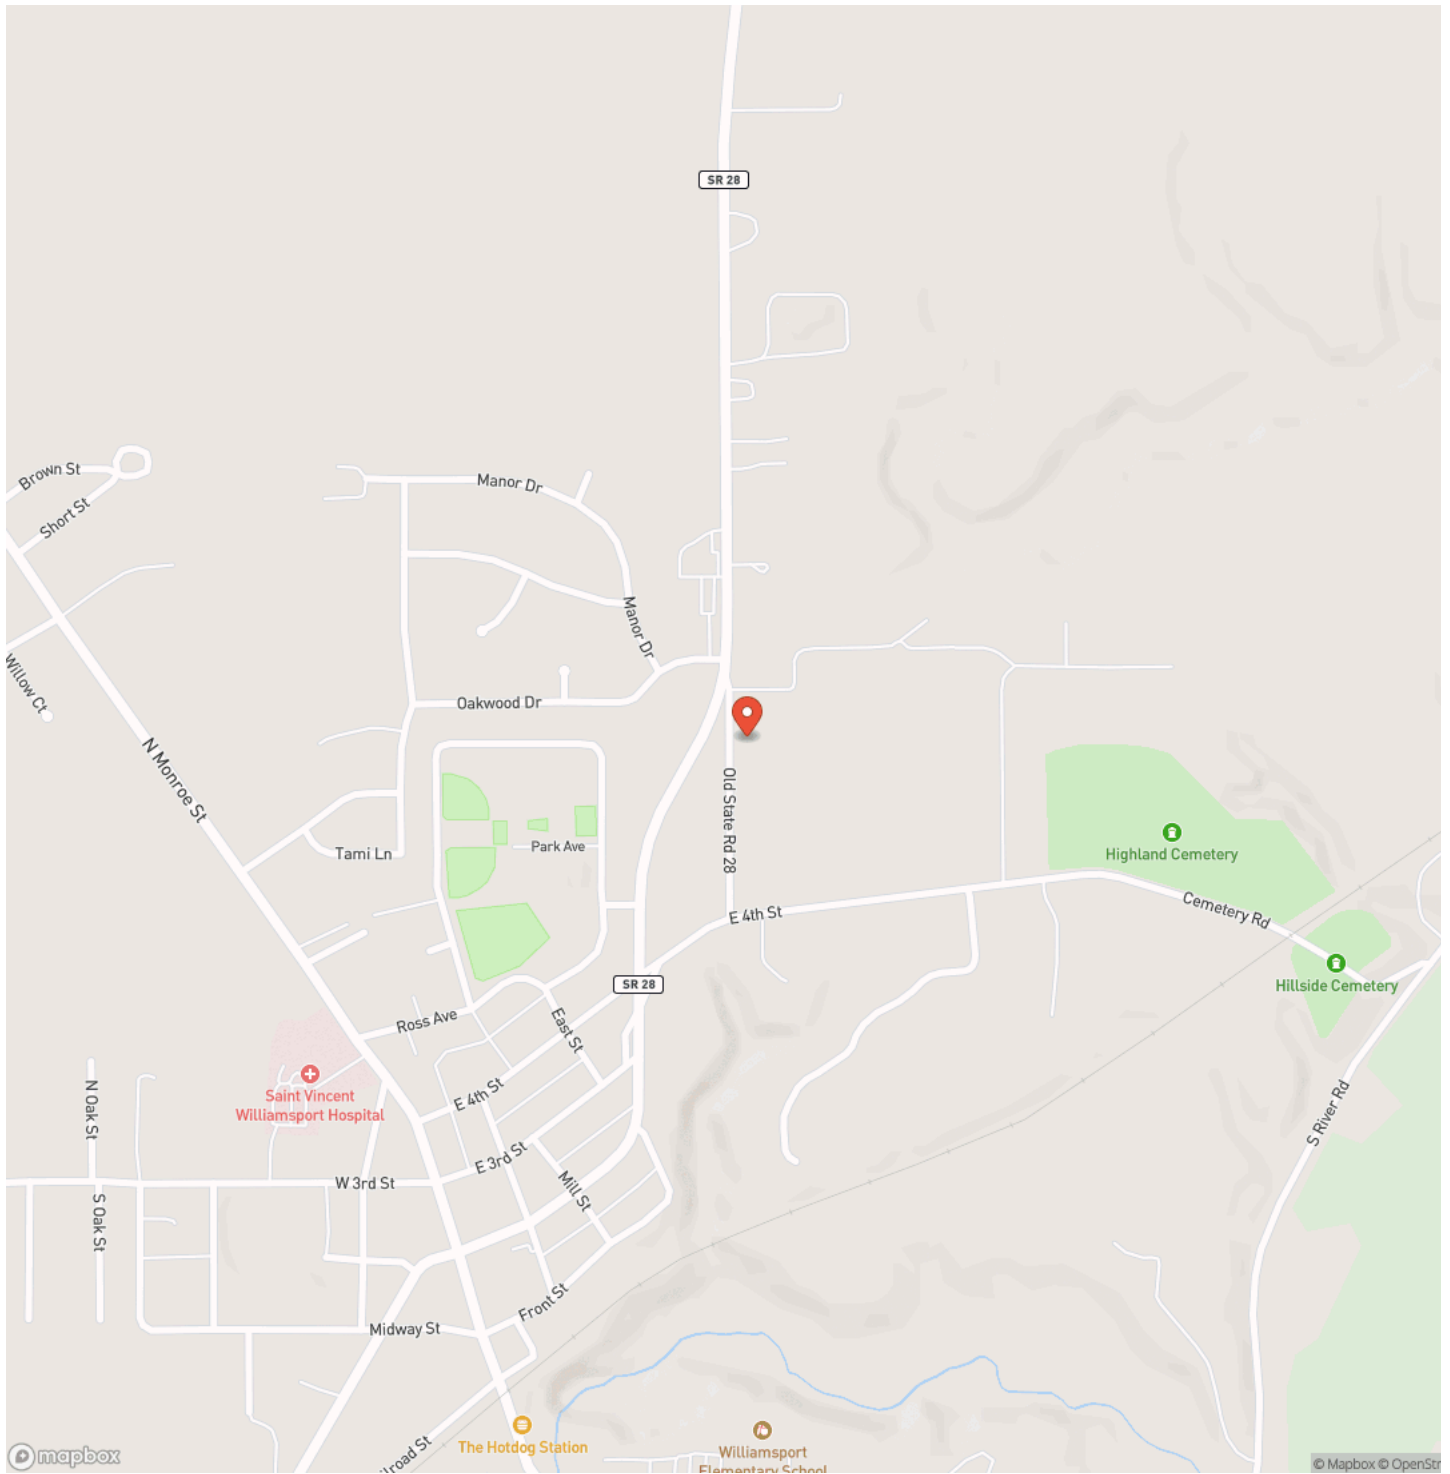 SR 28
Brown St
Short St
Manor Dr
Manor Dr
Willow Ct
Oakwood Dr
N Monroe St
Old State Rd 28
Tami Ln
Park Ave
Highland Cemetery
E 4th St
Cemetery Rd
Hillside Cemetery
SR 28
Ross Ave
East St
Saint Vincent
Williamsport Hospital
E 4th St
N Oak St
S River Rd
E 3rd St
W 3rd St
Mill St
S Oak St
Front St
Midway St
The Hotdog Station
Williamsport
Elementary School
ilroad St
mapbox
© Mapbox © OpenStr